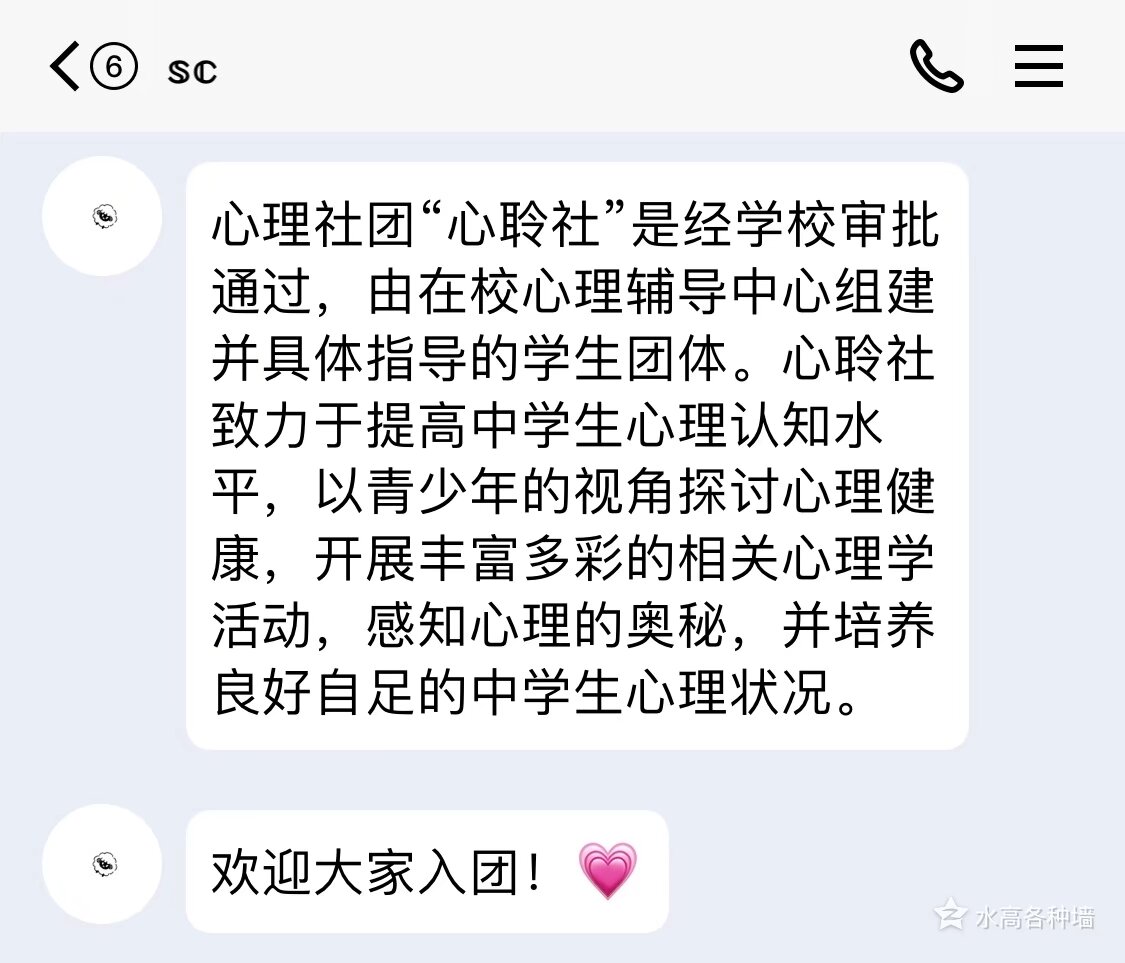 6 sc
心理社团“心聆社”是经学校审批
通过，由在校心理辅导中心组建
并具体指导的学生团体。心聆社
致力于提高中学生心理认知水
平，以青少年的视角探讨心理健
康，开展丰富多彩的相关心理学
活动，感知心理的奥秘，并培养
良好自足的中学生心理状况。
欢迎大家入团！💗
水高各种墙